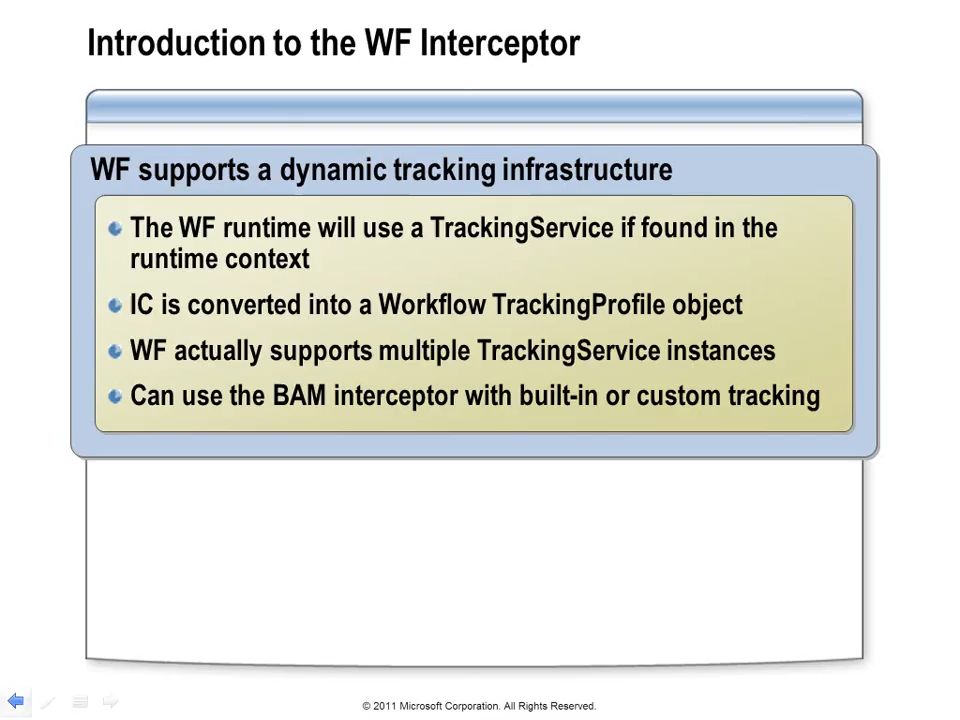 Introduction to the WF Interceptor
WF supports a dynamic tracking infrastructure
The WF runtime will use a TrackingService if found in the
runtime context
IC is converted into a Workflow TrackingProfile object
WF actually supports multiple TrackingService instances
Can use the BAM interceptor with built-in or custom tracking
© 2011 Microsoft Corporation. All Rights Reserved.